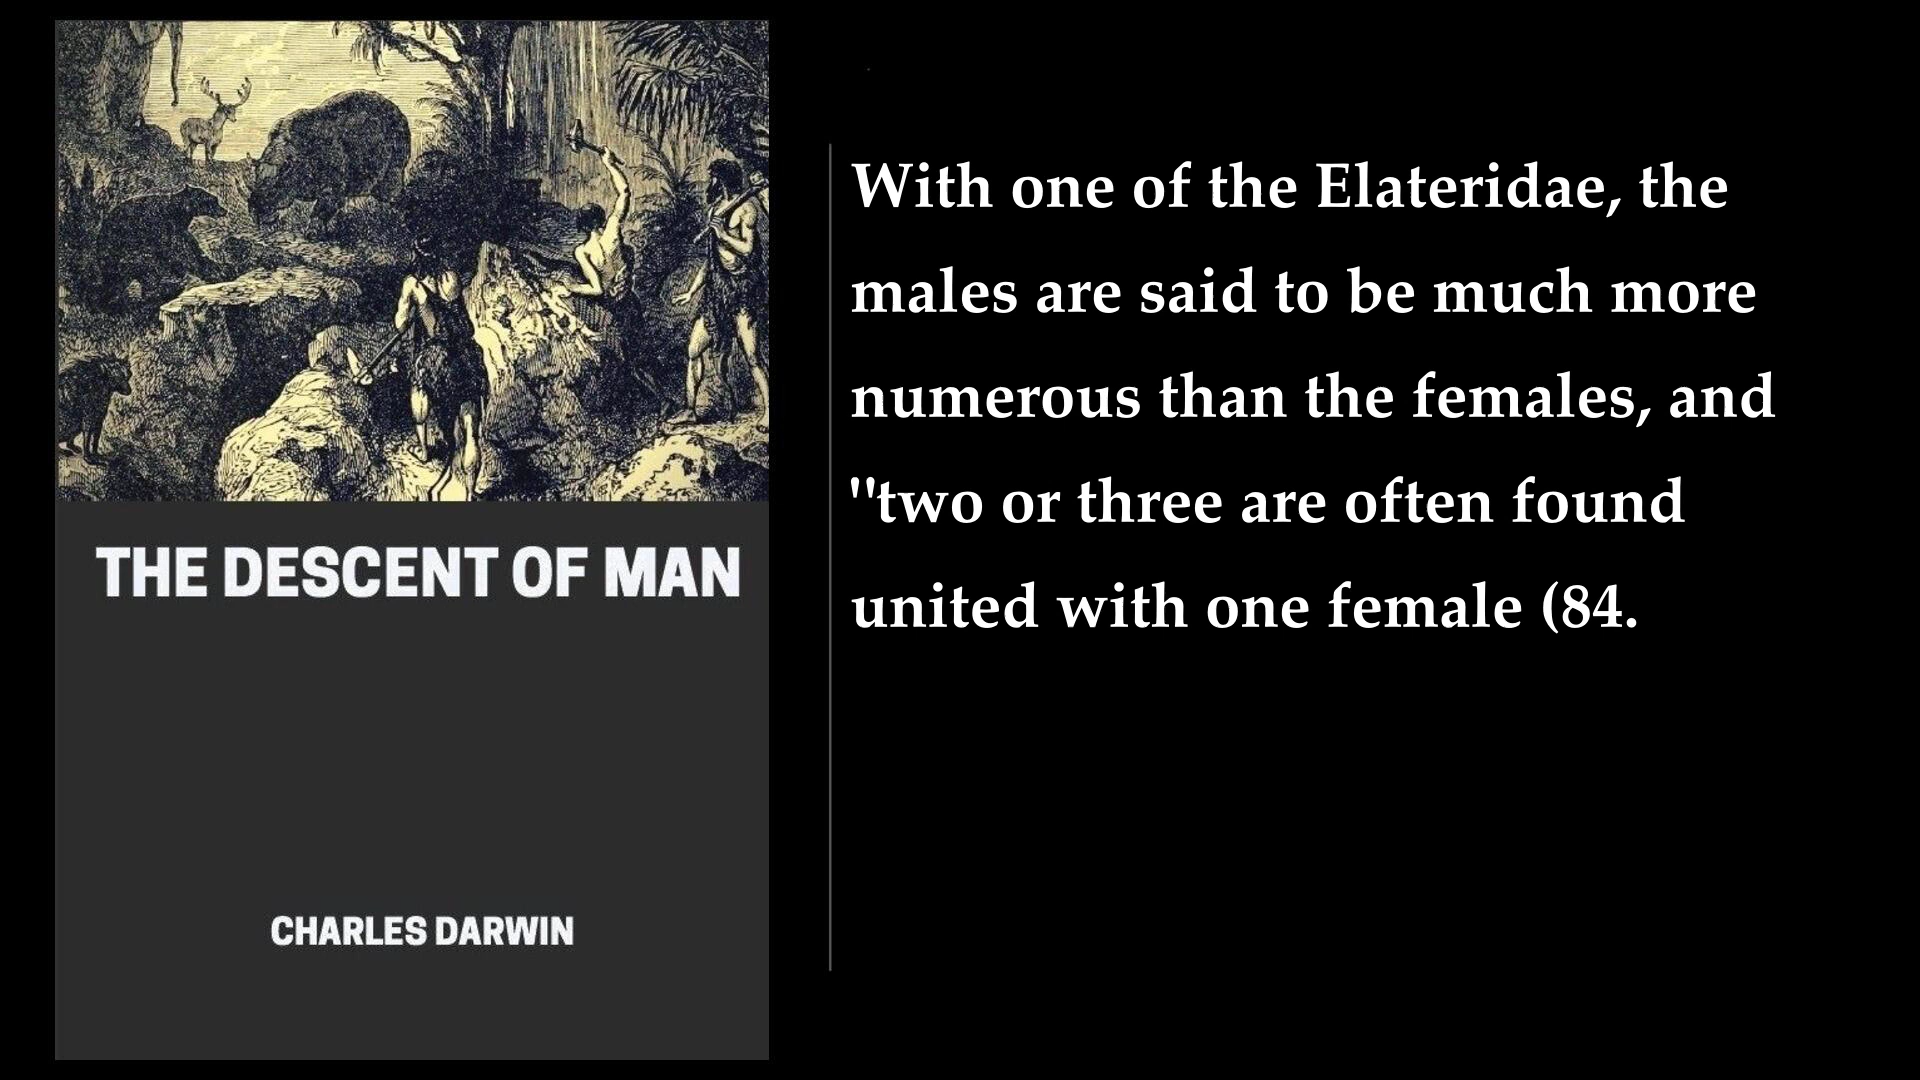 THE DESCENT OF MAN
CHARLES DARWIN
With one of the Elateridae, the
males are said to be much more
numerous than the females, and
"two or three are often found
united with one female (84.